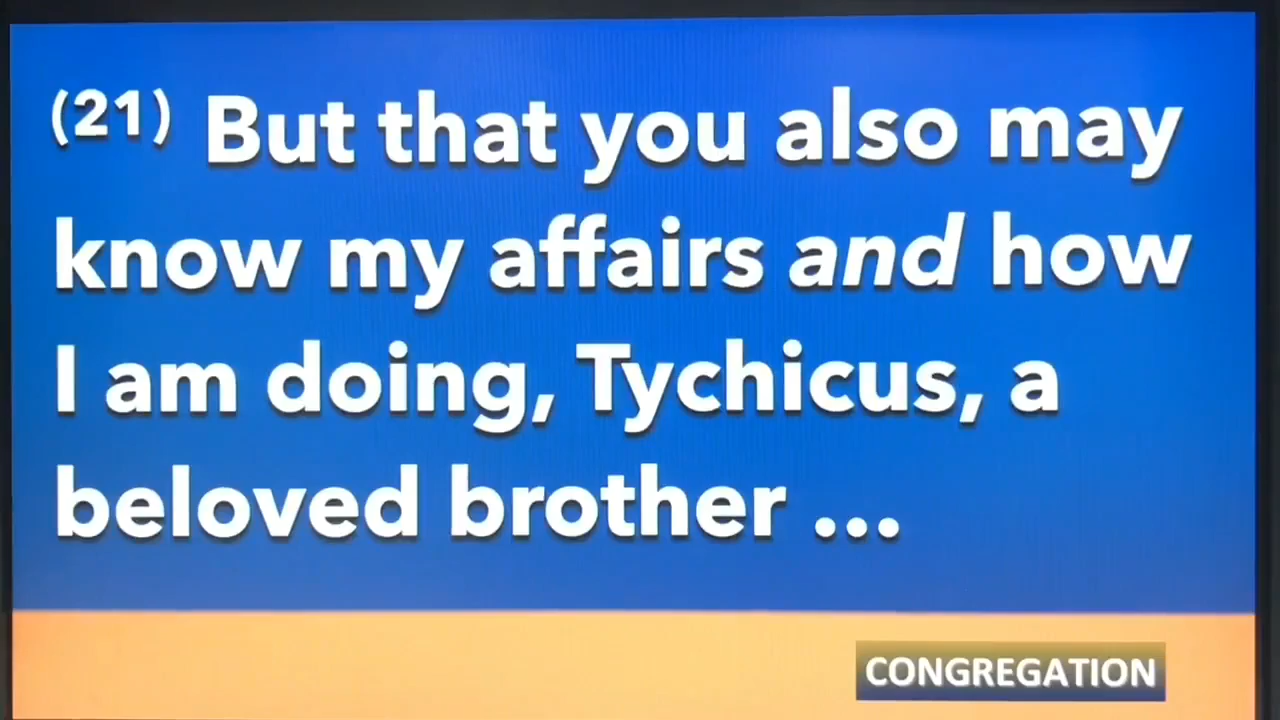 (21) But that you also may
know my affairs and how
I am doing, Tychicus, a
beloved brother ...
CONGREGATION